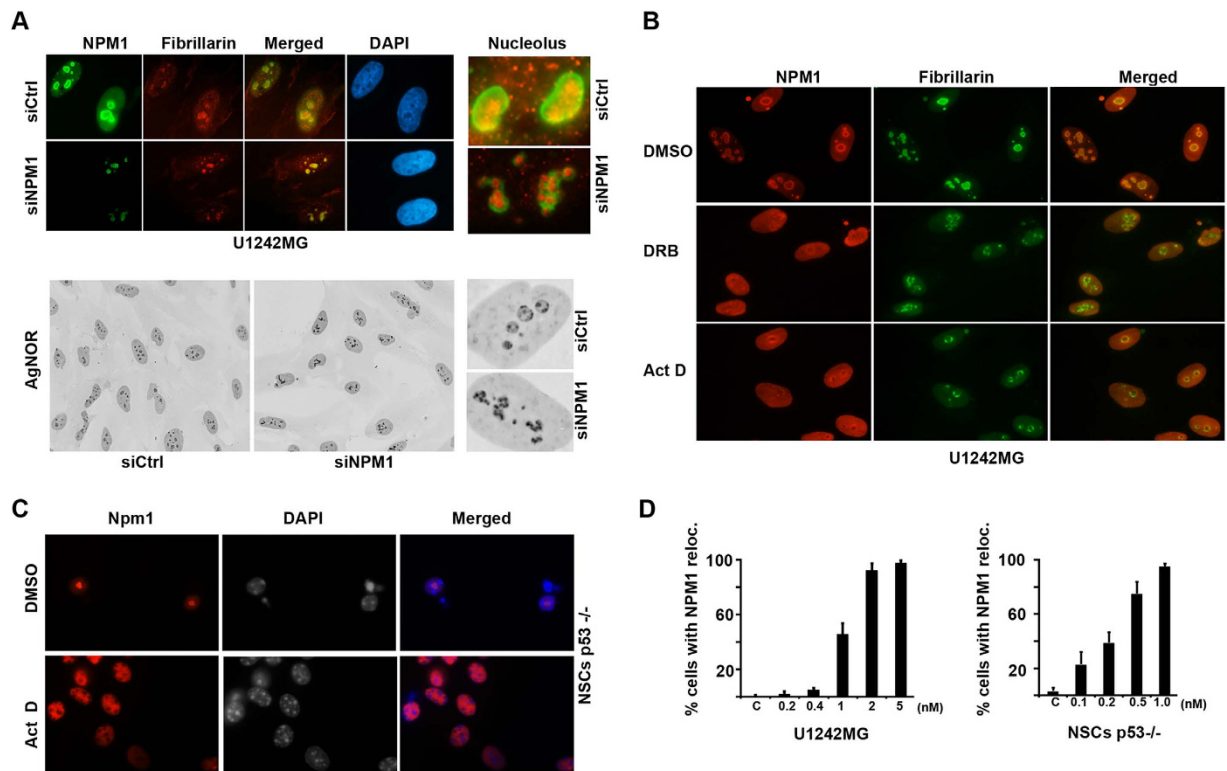 A
NPM1 Fibrillarin Merged DAPI Nucleolus
siCtrl
siNPM1
siCtrl
siNPM1
U1242MG
AgNOR
siCtrl
siNPM1
siCtrl siNPM1
B
NPM1 Fibrillarin Merged
DMSO
DRB
Act D
U1242MG
C
Npm1 DAPI Merged
DMSO
Act D
NSCs p53 -/-
D
% cells with NPM1 reloc.
100
60
20
C 0.2 0.4 1 2 5 (nM)
U1242MG
% cells with NPM1 reloc.
100
60
20
C 0.1 0.2 0.5 1.0 (nM)
NSCs p53-/-